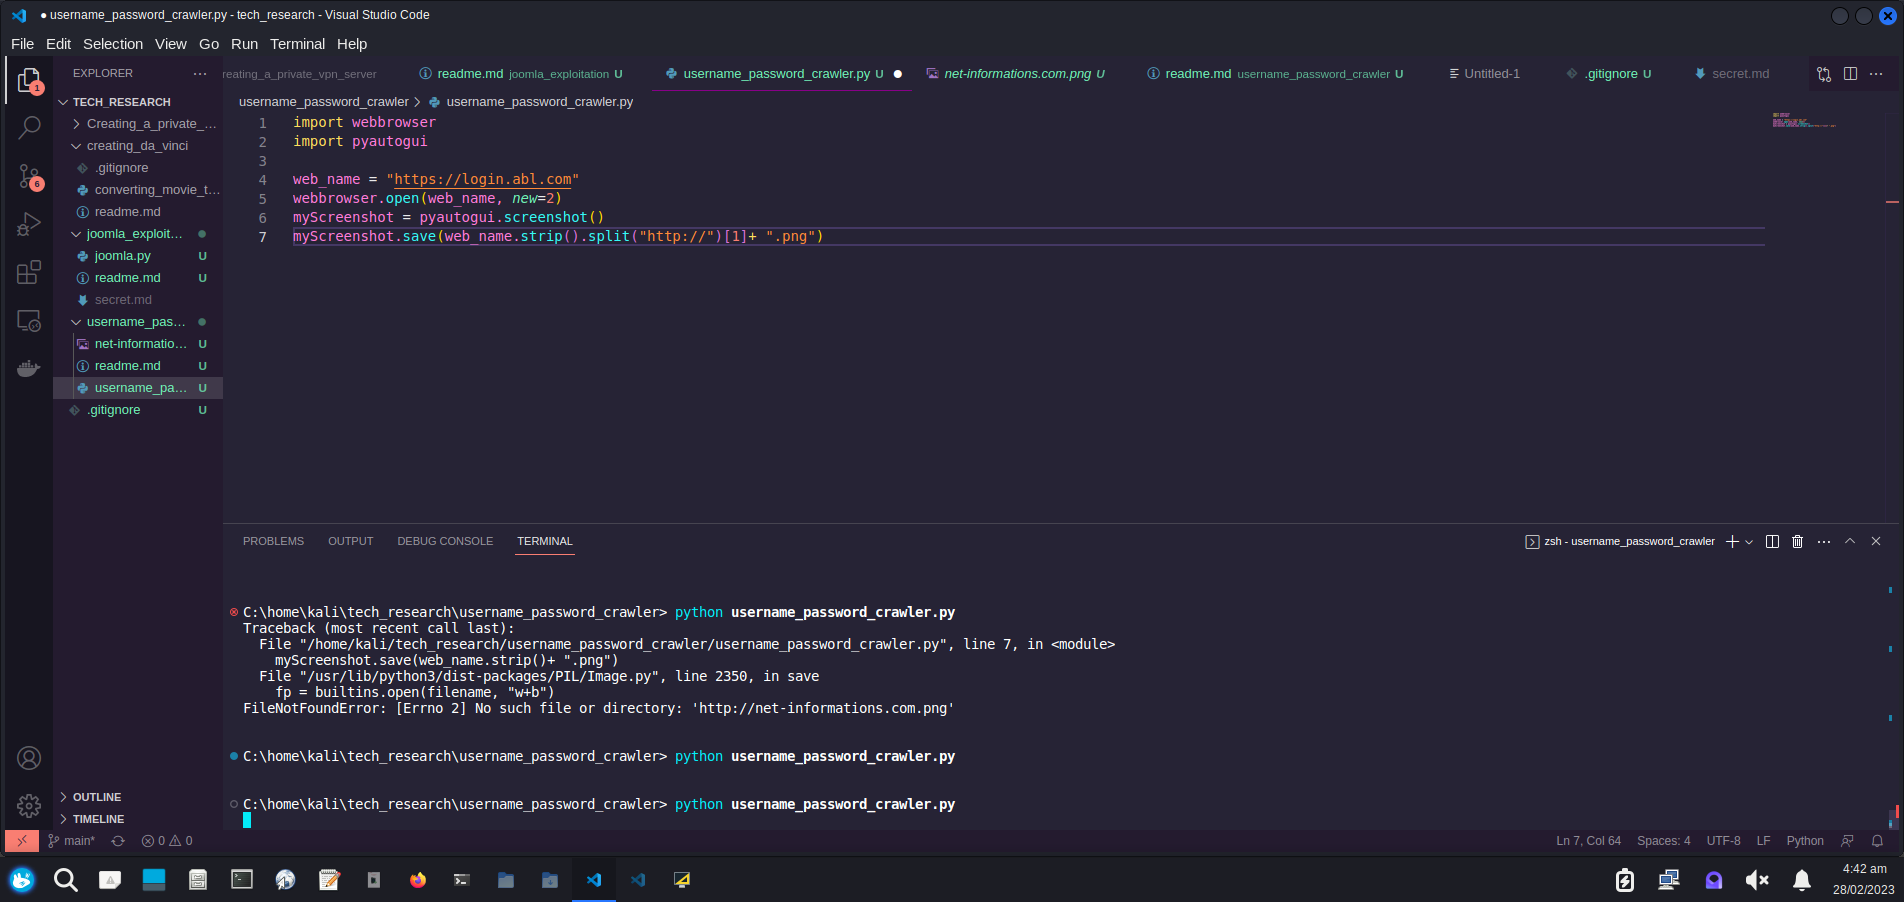 ● username_password_crawler.py - tech_research - Visual Studio Code
File Edit Selection View Go Run Terminal Help
EXPLORER ···
TECH_RESEARCH
Creating_a_private_...
creating_da_vinci
.gitignore
converting_movie_t...
readme.md
joomla_exploit...
joomla.py U
readme.md U
secret.md
username_pas...
net-informatio... U
readme.md U
username_pa... U
.gitignore U
OUTLINE
TIMELINE
1
6
reating_a_private_vpn_server
readme.md joomla_exploitation U
username_password_crawler.py U ●
net-informations.com.png U
readme.md username_password_crawler U
Untitled-1
.gitignore U
secret.md
username_password_crawler > username_password_crawler.py
1 import webbrowser
2 import pyautogui
3
4 web_name = "https://login.abl.com"
5 webbrowser.open(web_name, new=2)
6 myScreenshot = pyautogui.screenshot()
7 myScreenshot.save(web_name.strip().split("http://")[1]+ ".png")
PROBLEMS OUTPUT DEBUG CONSOLE TERMINAL
zsh - username_password_crawler
C:\home\kali\tech_research\username_password_crawler> python username_password_crawler.py
Traceback (most recent call last):
File "/home/kali/tech_research/username_password_crawler/username_password_crawler.py", line 7, in <module>
myScreenshot.save(web_name.strip()+ ".png")
File "/usr/lib/python3/dist-packages/PIL/Image.py", line 2350, in save
fp = builtins.open(filename, "w+b")
FileNotFoundError: [Errno 2] No such file or directory: 'http://net-informations.com.png'
C:\home\kali\tech_research\username_password_crawler> python username_password_crawler.py
C:\home\kali\tech_research\username_password_crawler> python username_password_crawler.py
main* 0 0
Ln 7, Col 64 Spaces: 4 UTF-8 LF Python
4:42 am
28/02/2023